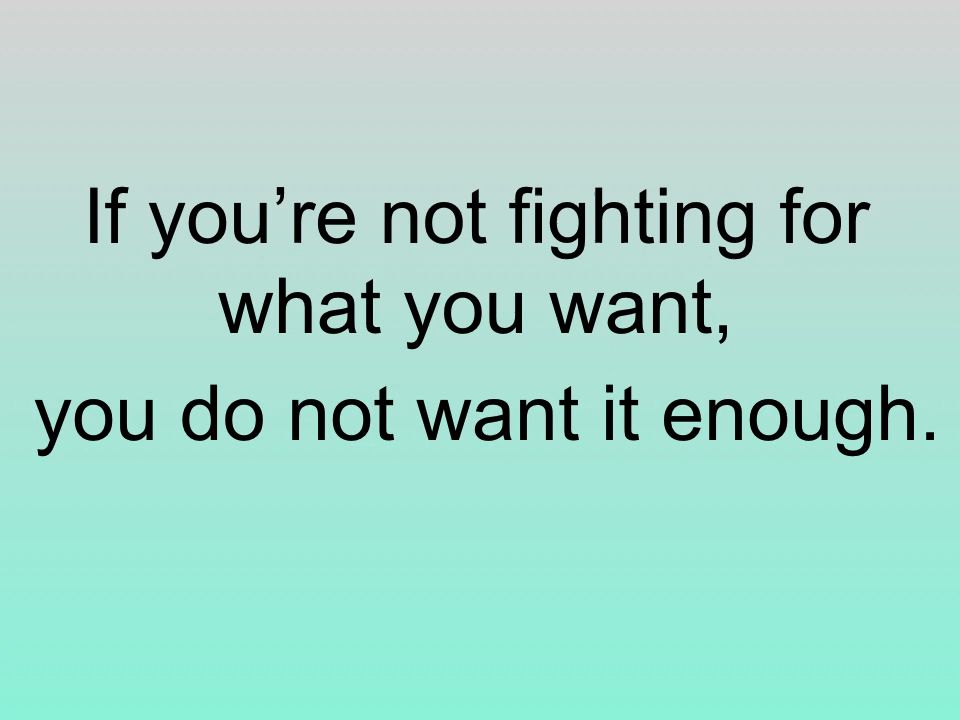 If you’re not fighting for
what you want,
you do not want it enough.